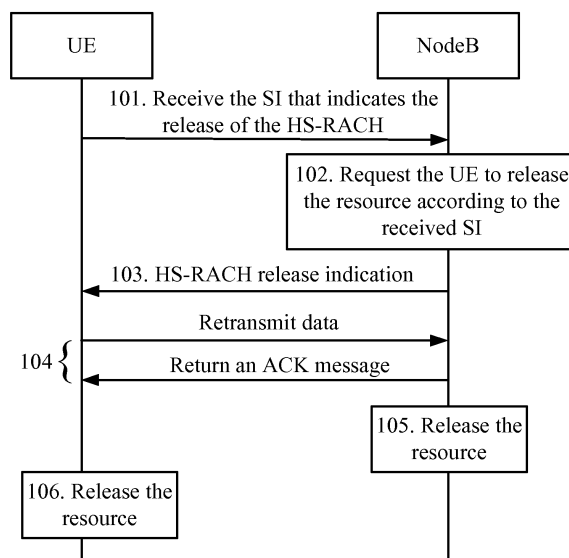 UE
NodeB
101. Receive the SI that indicates the
release of the HS-RACH
102. Request the UE to release
the resource according to the
received SI
103. HS-RACH release indication
Retransmit data
104
Return an ACK message
105. Release the
resource
106. Release the
resource